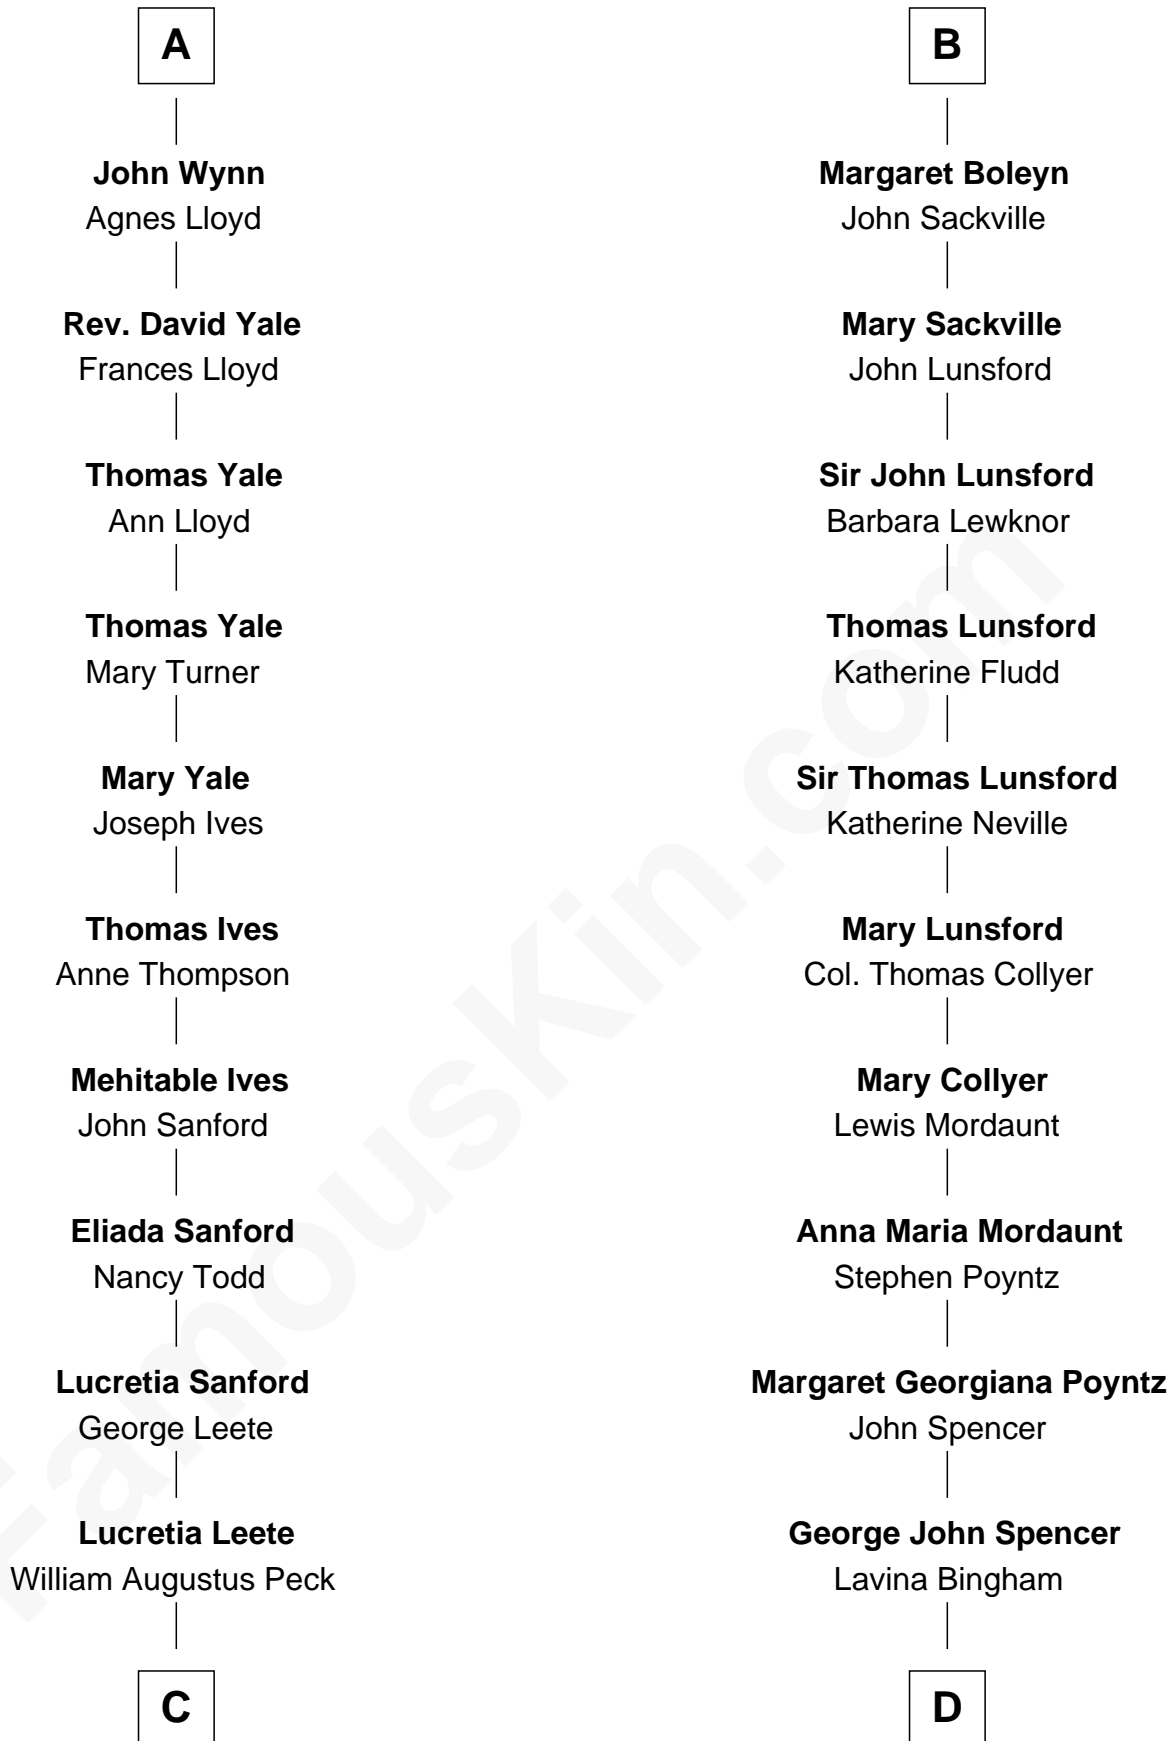 A
John Wynn
Agnes Lloyd
Rev. David Yale
Frances Lloyd
Thomas Yale
Ann Lloyd
Thomas Yale
Mary Turner
Mary Yale
Joseph Ives
Thomas Ives
Anne Thompson
Mehitable Ives
John Sanford
Eliada Sanford
Nancy Todd
Lucretia Sanford
George Leete
Lucretia Leete
William Augustus Peck
C
B
Margaret Boleyn
John Sackville
Mary Sackville
John Lunsford
Sir John Lunsford
Barbara Lewknor
Thomas Lunsford
Katherine Fludd
Sir Thomas Lunsford
Katherine Neville
Mary Lunsford
Col. Thomas Collyer
Mary Collyer
Lewis Mordaunt
Anna Maria Mordaunt
Stephen Poyntz
Margaret Georgiana Poyntz
John Spencer
George John Spencer
Lavina Bingham
D
FamousKin.com